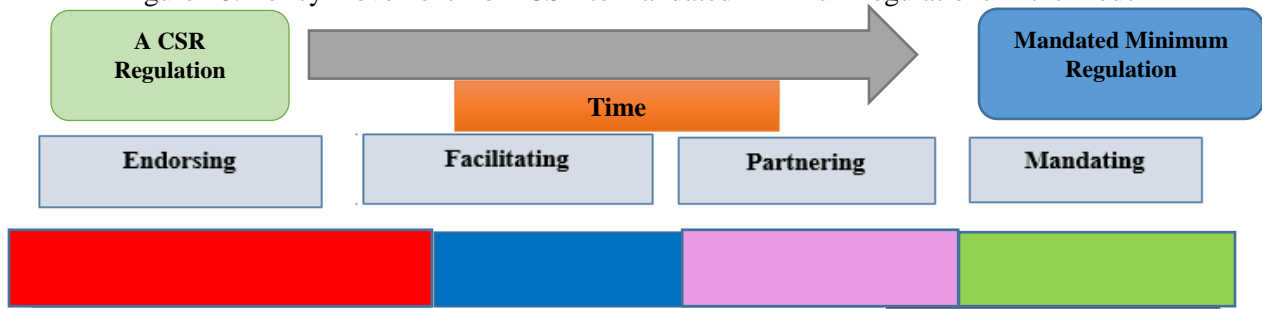 A CSR
Regulation
Mandated Minimum
Regulation
Time
Endorsing
Facilitating
Partnering
Mandating